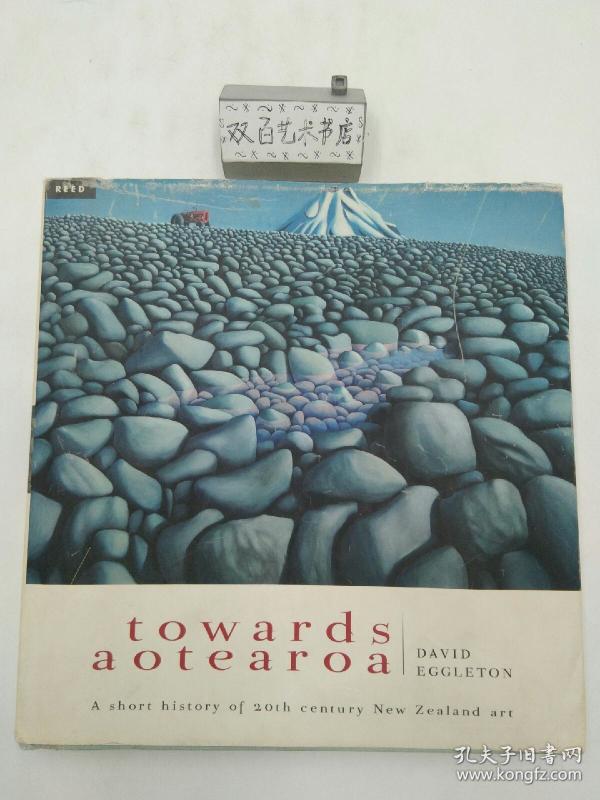 双百艺术书店
REED
towards
aotearoa
DAVID
EGGLETON
A short history of 20th century New Zealand art
孔夫子旧书网
www.kongfz.com